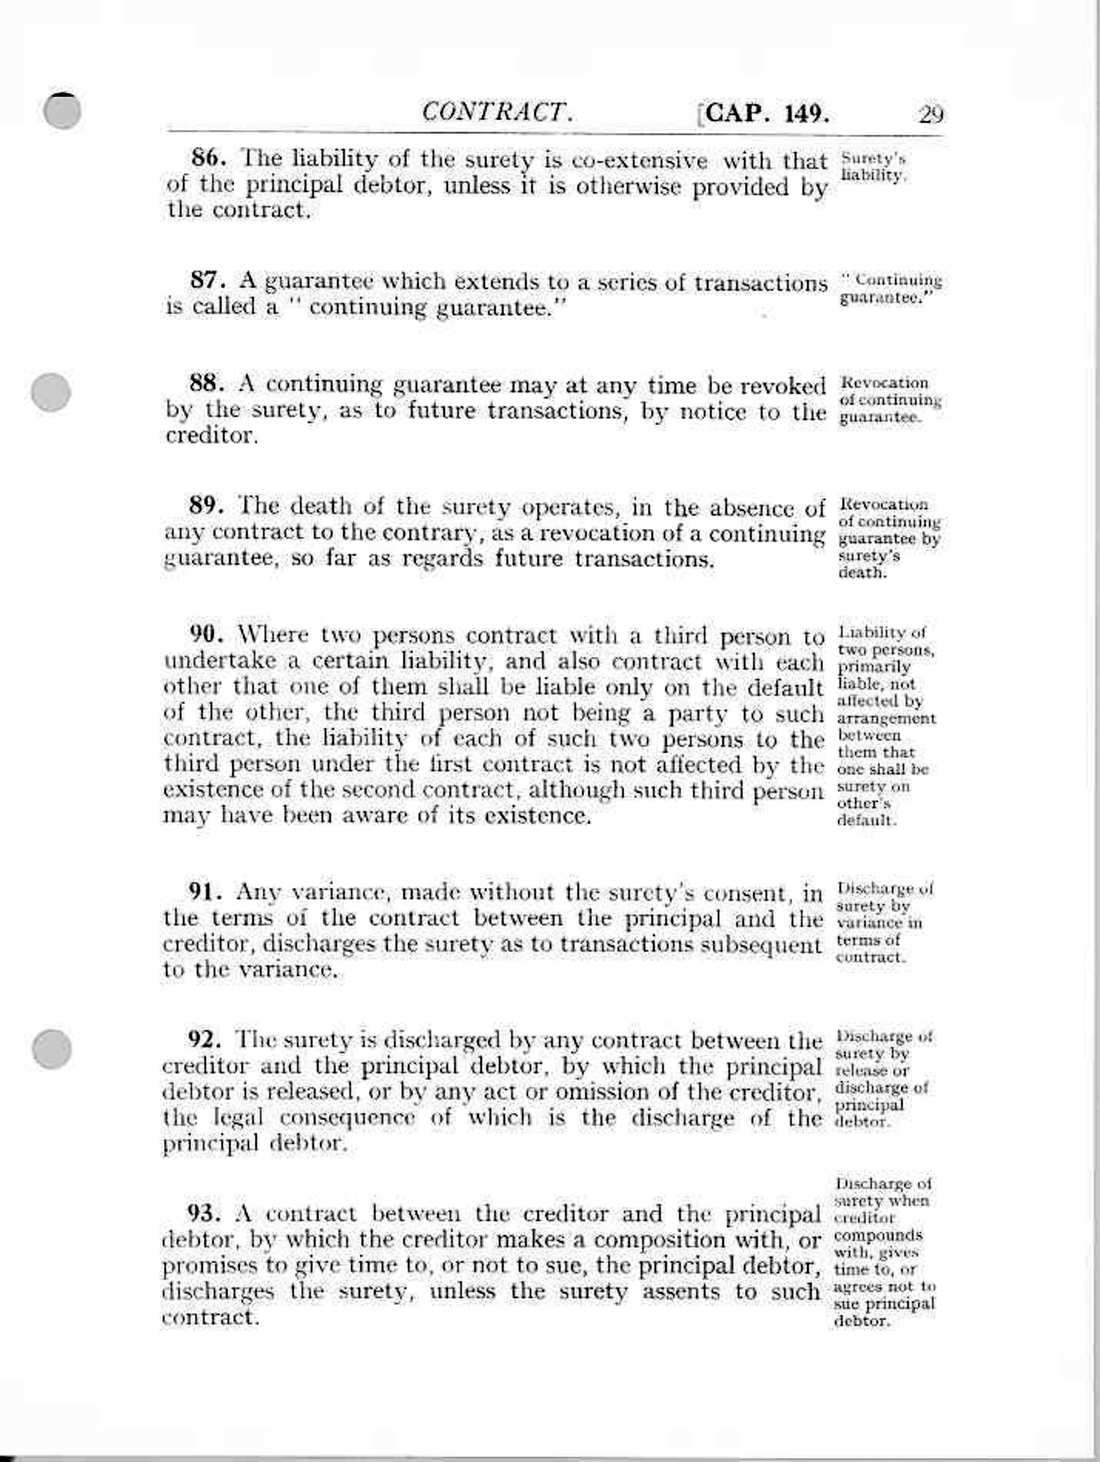 CONTRACT. [CAP. 149. 29
86. The liability of the surety is co-extensive with that
of the principal debtor, unless it is otherwise provided by
the contract.
Surety's
liability.
87. A guarantee which extends to a series of transactions
is called a " continuing guarantee."
" Continuing
guarantee."
88. A continuing guarantee may at any time be revoked
by the surety, as to future transactions, by notice to the
creditor.
Revocation
of continuing
guarantee.
89. The death of the surety operates, in the absence of
any contract to the contrary, as a revocation of a continuing
guarantee, so far as regards future transactions.
Revocation
of continuing
guarantee by
surety's
death.
90. Where two persons contract with a third person to
undertake a certain liability, and also contract with each
other that one of them shall be liable only on the default
of the other, the third person not being a party to such
contract, the liability of each of such two persons to the
third person under the first contract is not affected by the
existence of the second contract, although such third person
may have been aware of its existence.
Liability of
two persons,
primarily
liable, not
affected by
arrangement
between
them that
one shall be
surety on
other's
default.
91. Any variance, made without the surety's consent, in
the terms of the contract between the principal and the
creditor, discharges the surety as to transactions subsequent
to the variance.
Discharge of
surety by
variance in
terms of
contract.
92. The surety is discharged by any contract between the
creditor and the principal debtor, by which the principal
debtor is released, or by any act or omission of the creditor,
the legal consequence of which is the discharge of the
principal debtor.
Discharge of
surety by
release or
discharge of
principal
debtor.
93. A contract between the creditor and the principal
debtor, by which the creditor makes a composition with, or
promises to give time to, or not to sue, the principal debtor,
discharges the surety, unless the surety assents to such
contract.
Discharge of
surety when
creditor
compounds
with, gives
time to, or
agrees not to
sue principal
debtor.